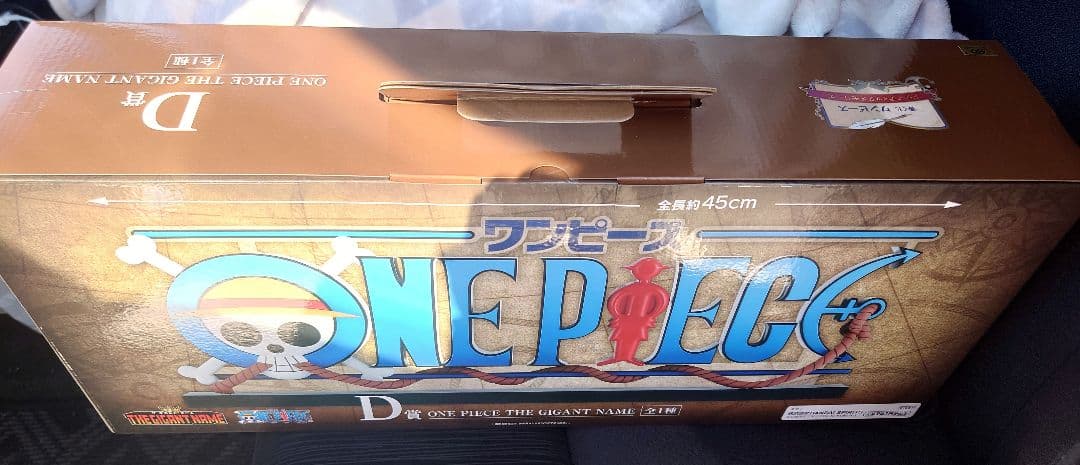 D賞
ONE PIECE THE GIGANT NAME
全1種
全長約45cm
ワンピース
ONE PIECE
THE GIGANT NAME
D賞 ONE PIECE THE GIGANT NAME 全1種